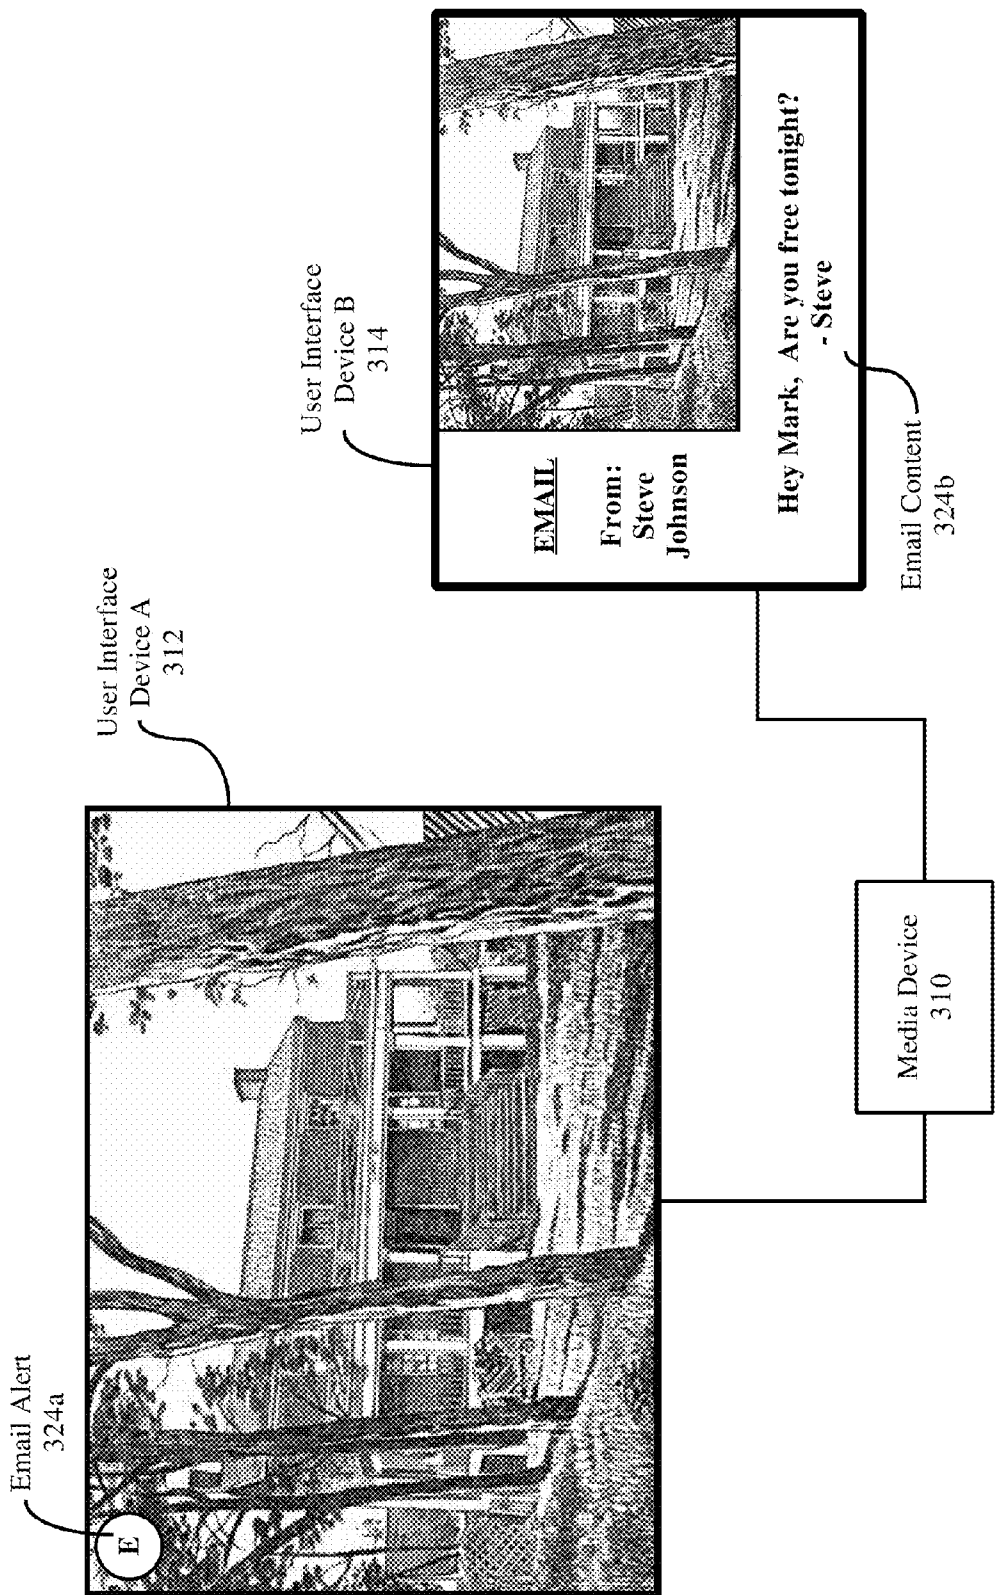 Email Alert
324a
E
User Interface
Device A
312
User Interface
Device B
314
EMAIL
From:
Steve
Johnson
Hey Mark,  Are you free tonight?
- Steve
Email Content
324b
Media Device
310